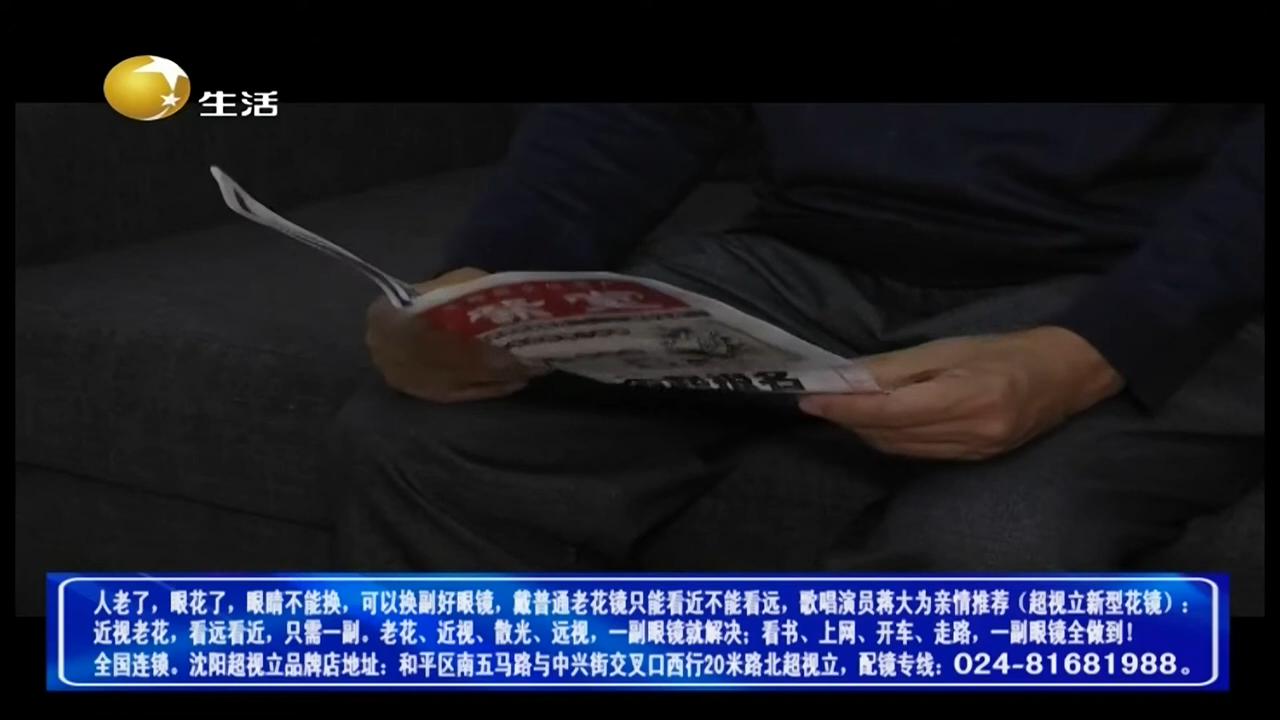 生活
人老了，眼花了，眼睛不能换，可以换副好眼镜，戴普通老花镜只能看近不能看远，歌唱演员蒋大为亲情推荐（超视立新型花镜）：
近视老花，看远看近，只需一副。老花、近视、散光、远视，一副眼镜就解决；看书、上网、开车、走路，一副眼镜全做到！
全国连锁。沈阳超视立品牌店地址：和平区南五马路与中兴街交叉口西行20米路北超视立，配镜专线：024-81681988。